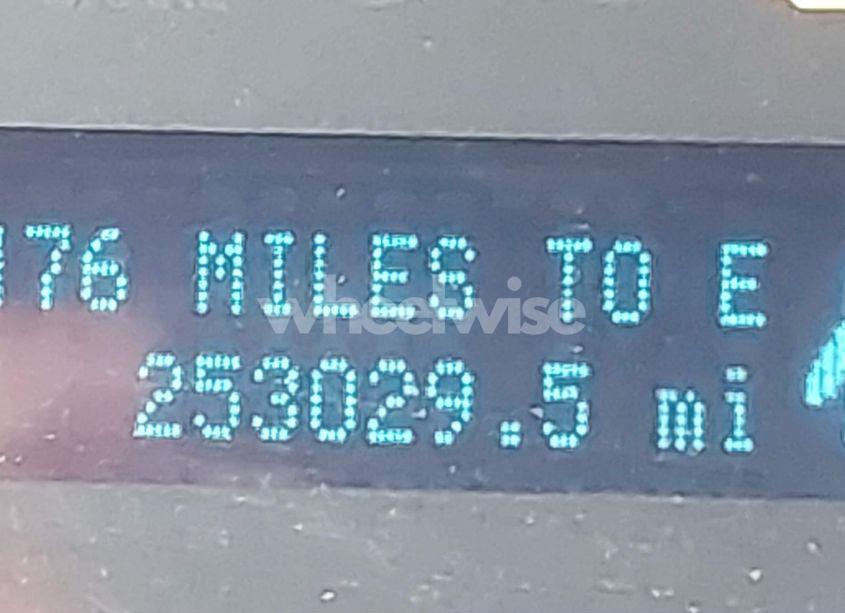 176 MILES TO E
wheelwise
253029.5 mi